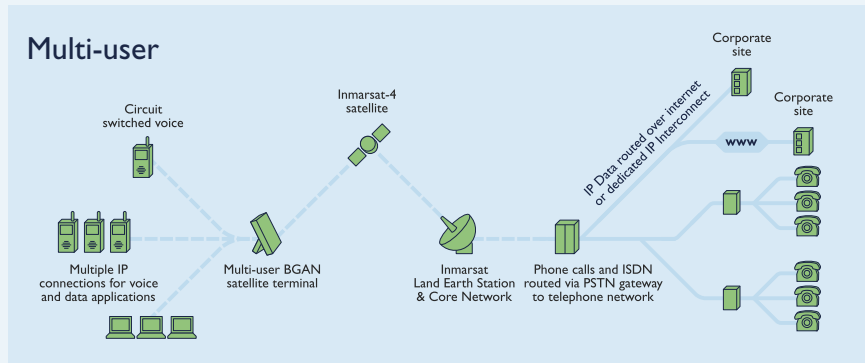 Multi-user
Circuit
switched voice
Multiple IP
connections for voice
and data applications
Multi-user BGAN
satellite terminal
Inmarsat-4
satellite
Inmarsat
Land Earth Station
& Core Network
Phone calls and ISDN
routed via PSTN gateway
to telephone network
IP Data routed over internet
or dedicated IP Interconnect
Corporate
site
www
Corporate
site